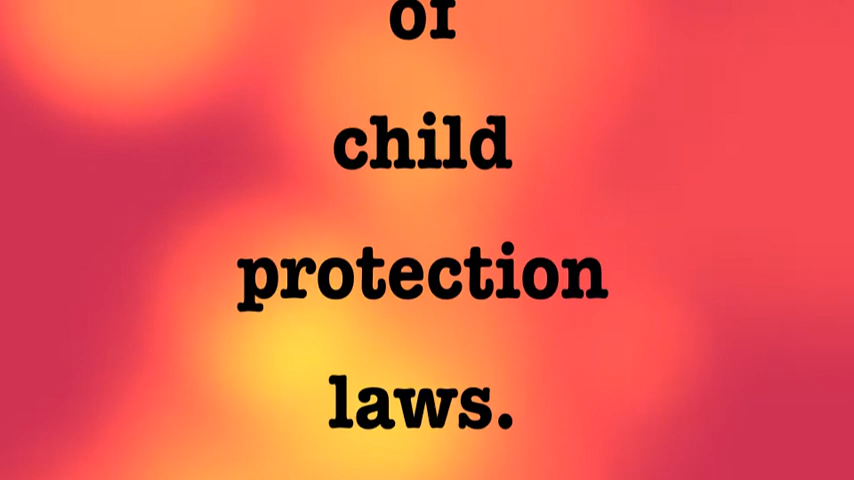 of
child
protection
laws.